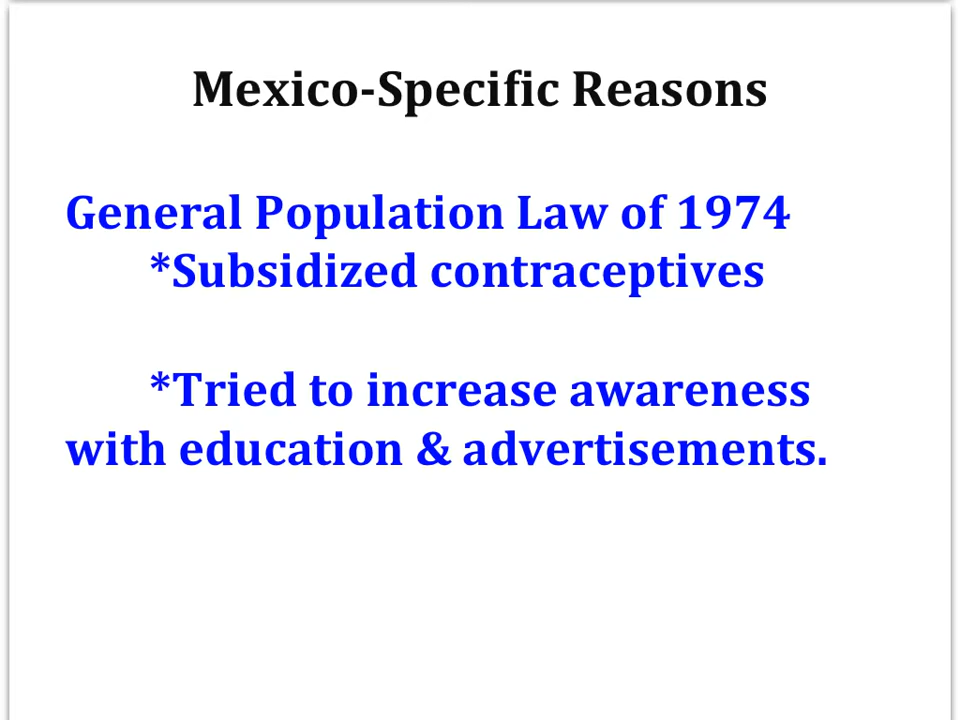 Mexico-Specific Reasons
General Population Law of 1974
*Subsidized contraceptives
*Tried to increase awareness
with education & advertisements.